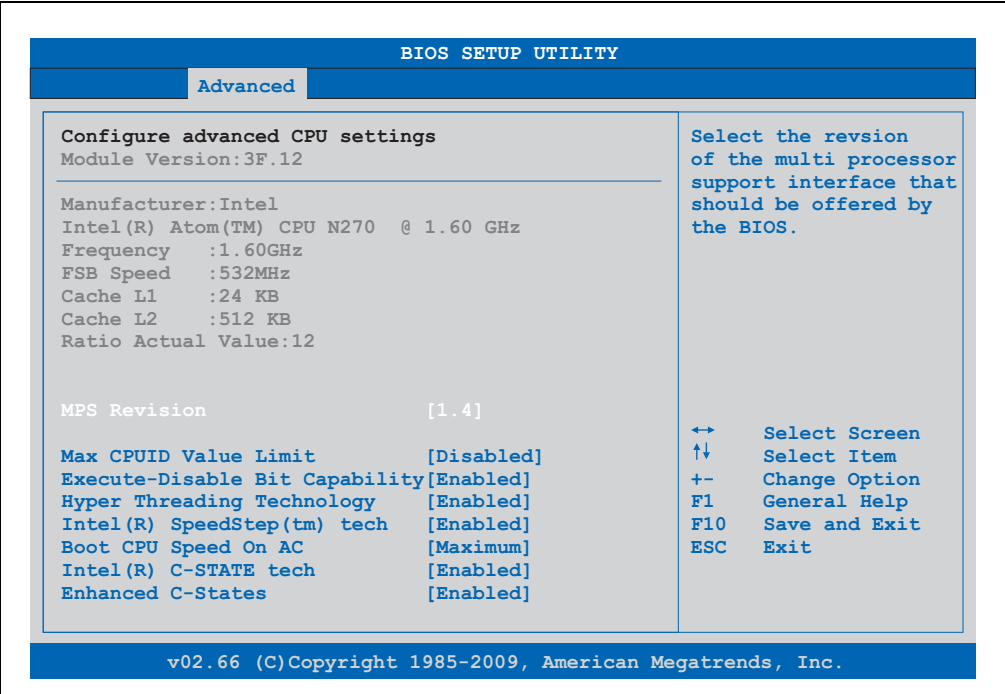 BIOS SETUP UTILITY
Advanced
Configure advanced CPU settings
Module Version:3F.12
Manufacturer:Intel
Intel(R) Atom(TM) CPU N270 @ 1.60 GHz
Frequency :1.60GHz
FSB Speed :532MHz
Cache L1 :24 KB
Cache L2 :512 KB
Ratio Actual Value:12
MPS Revision [1.4]
Max CPUID Value Limit [Disabled]
Execute-Disable Bit Capability[Enabled]
Hyper Threading Technology [Enabled]
Intel(R) SpeedStep(tm) tech [Enabled]
Boot CPU Speed On AC [Maximum]
Intel(R) C-STATE tech [Enabled]
Enhanced C-States [Enabled]
Select the revsion
of the multi processor
support interface that
should be offered by
the BIOS.
↔ Select Screen
↑↓ Select Item
+- Change Option
F1 General Help
F10 Save and Exit
ESC Exit
v02.66 (C)Copyright 1985-2009, American Megatrends, Inc.